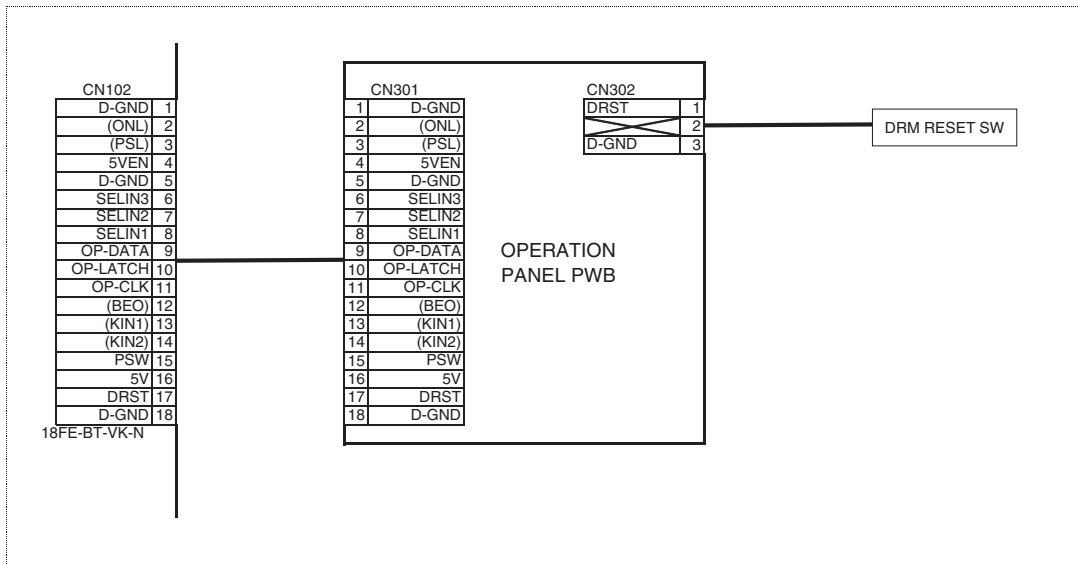 CN102
D-GND 1
(ONL) 2
(PSL) 3
5VEN 4
D-GND 5
SELIN3 6
SELIN2 7
SELIN1 8
OP-DATA 9
OP-LATCH 10
OP-CLK 11
(BEO) 12
(KIN1) 13
(KIN2) 14
PSW 15
5V 16
DRST 17
D-GND 18
18FE-BT-VK-N
CN301
1 D-GND
2 (ONL)
3 (PSL)
4 5VEN
5 D-GND
6 SELIN3
7 SELIN2
8 SELIN1
9 OP-DATA
10 OP-LATCH
11 OP-CLK
12 (BEO)
13 (KIN1)
14 (KIN2)
15 PSW
16 5V
17 DRST
18 D-GND
OPERATION
PANEL PWB
CN302
DRST 1
2
D-GND 3
DRM RESET SW